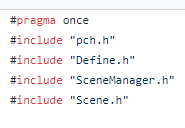 #pragma once
#include "pch.h"
#include "Define.h"
#include "SceneManager.h"
#include "Scene.h"